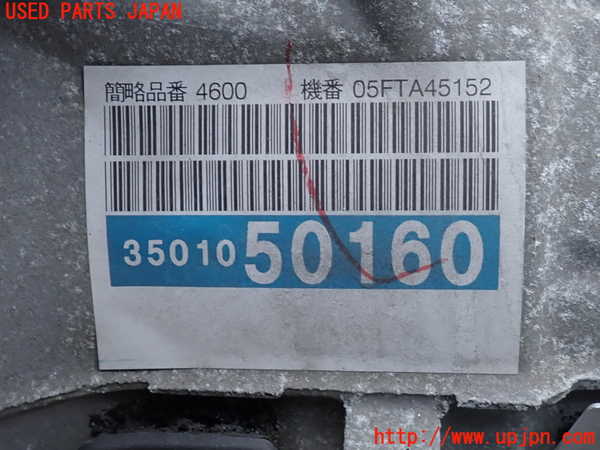 USED PARTS JAPAN
簡略品番 4600 機番 05FTA45152
35010 50160
http://www.upjpn.com/